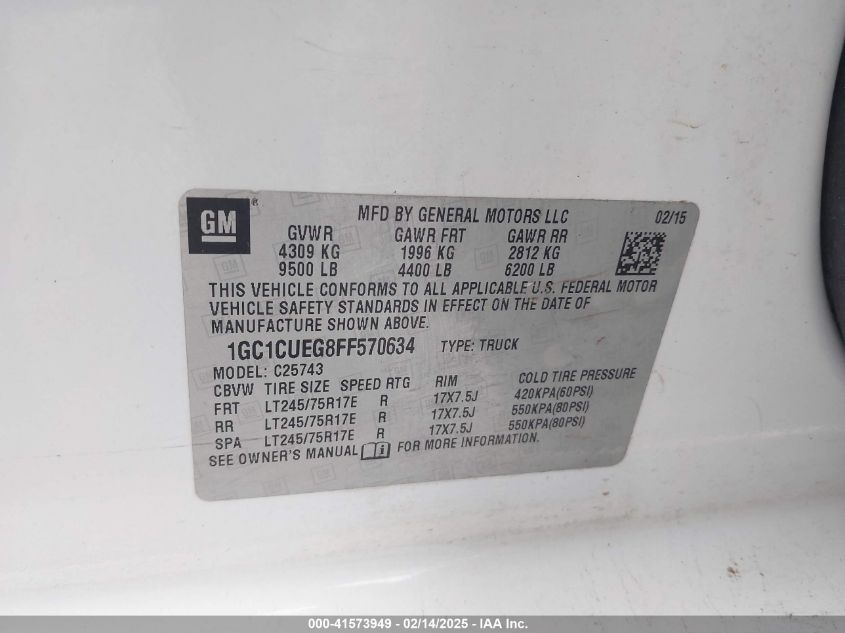 GM
MFD BY GENERAL MOTORS LLC 02/15
GVWR GAWR FRT GAWR RR
4309 KG 1996 KG 2812 KG
9500 LB 4400 LB 6200 LB
THIS VEHICLE CONFORMS TO ALL APPLICABLE U.S. FEDERAL MOTOR
VEHICLE SAFETY STANDARDS IN EFFECT ON THE DATE OF
MANUFACTURE SHOWN ABOVE.
1GC1CUEG8FF570634 TYPE: TRUCK
MODEL: C25743
CBVW TIRE SIZE SPEED RTG RIM COLD TIRE PRESSURE
FRT LT245/75R17E R 17X7.5J 420KPA(60PSI)
RR LT245/75R17E R 17X7.5J 550KPA(80PSI)
SPA LT245/75R17E R 17X7.5J 550KPA(80PSI)
SEE OWNER'S MANUAL FOR MORE INFORMATION.
000-41573949 - 02/14/2025 - IAA Inc.